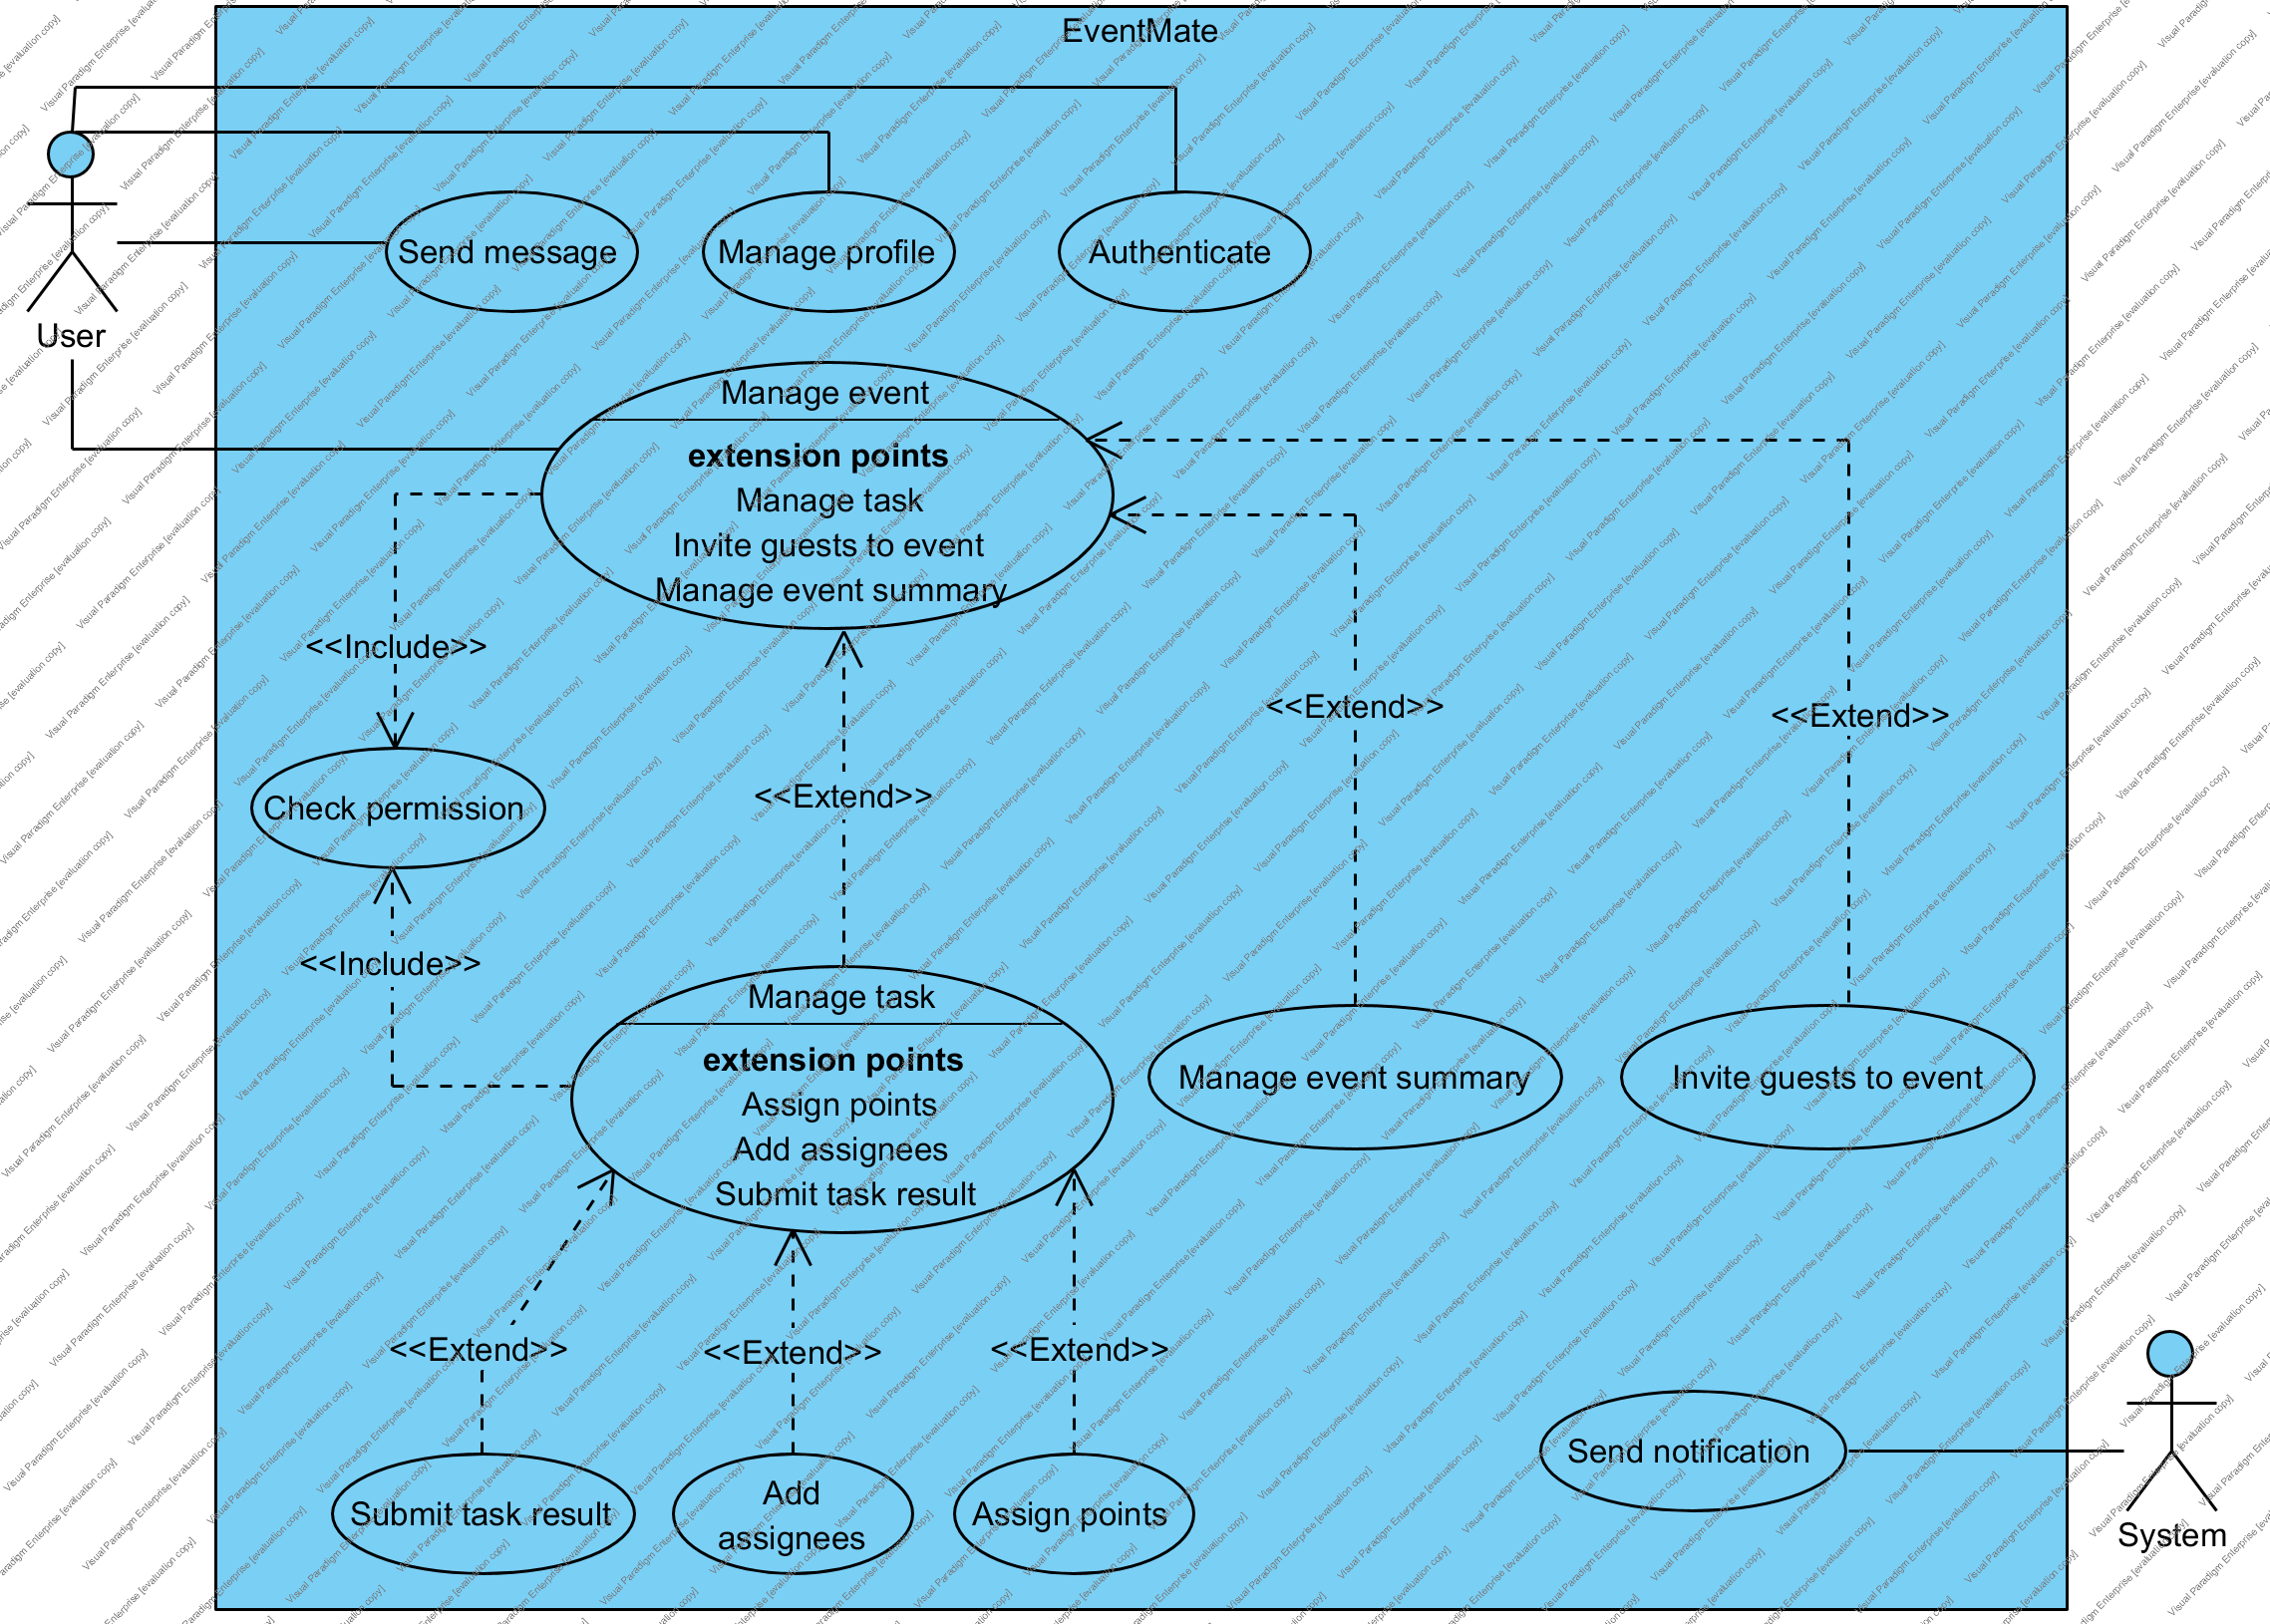 EventMate
Send message
Manage profile
Authenticate
User
Manage event
extension points
Manage task
Invite guests to event
Manage event summary
<<Include>>
<<Extend>>
<<Extend>>
<<Extend>>
Check permission
<<Include>>
Manage task
extension points
Assign points
Add assignees
Submit task result
Manage event summary
Invite guests to event
<<Extend>>
<<Extend>>
<<Extend>>
Send notification
Submit task result
Add
assignees
Assign points
System
Visual Paradigm Enterprise [evaluation copy]